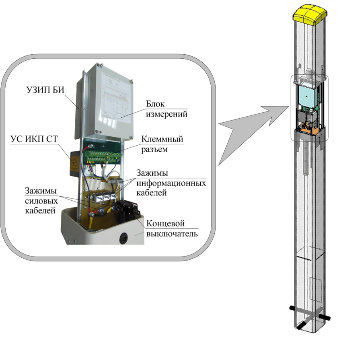 УЗИП БИ
Блок
измерений
УС ИКП СТ
Клеммный
разъем
Зажимы
информационных
кабелей
Зажимы
силовых
кабелей
Концевой
выключатель